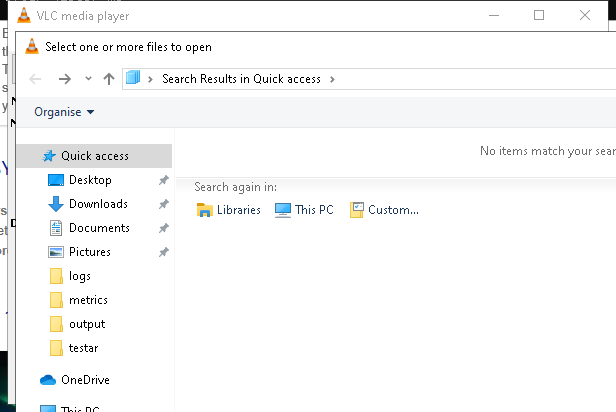 VLC media player
Select one or more files to open
Search Results in Quick access
Organise
Quick access
No items match your sear
Desktop
Search again in:
Downloads
Libraries
This PC
Custom...
Documents
Pictures
logs
metrics
output
testar
OneDrive
This PC